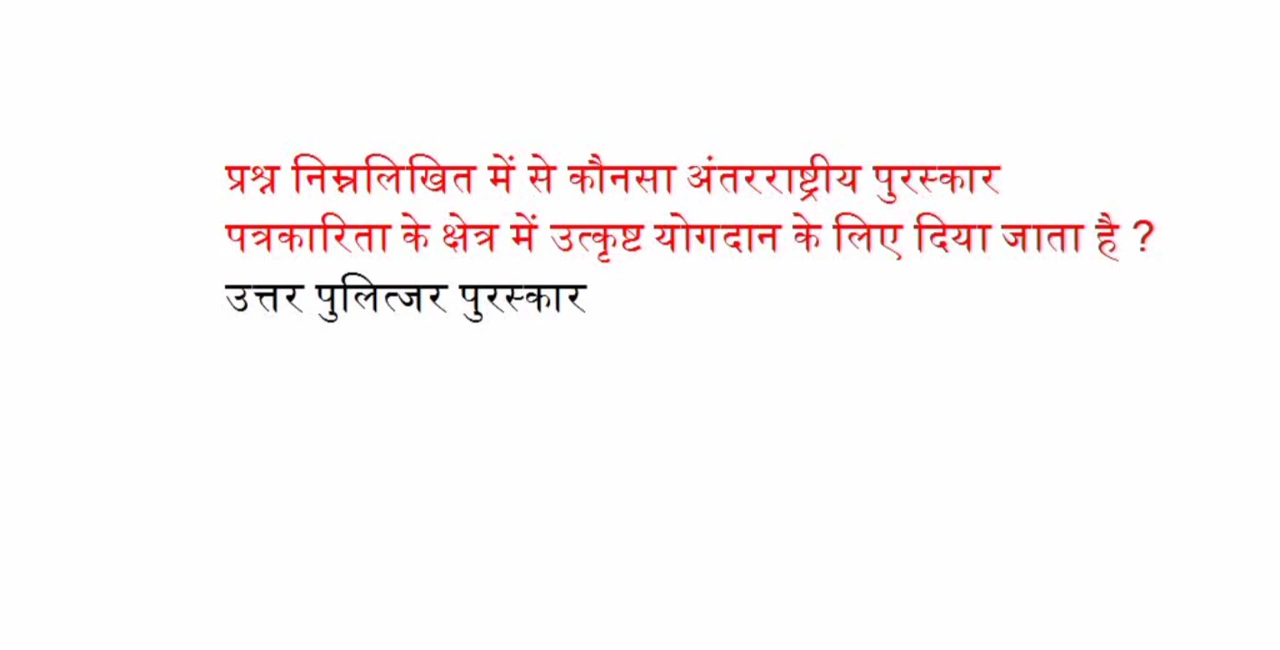 प्रश्न निम्नलिखित में से कौनसा अंतरराष्ट्रीय पुरस्कार
पत्रकारिता के क्षेत्र में उत्कृष्ट योगदान के लिए दिया जाता है ?
उत्तर पुलित्जर पुरस्कार